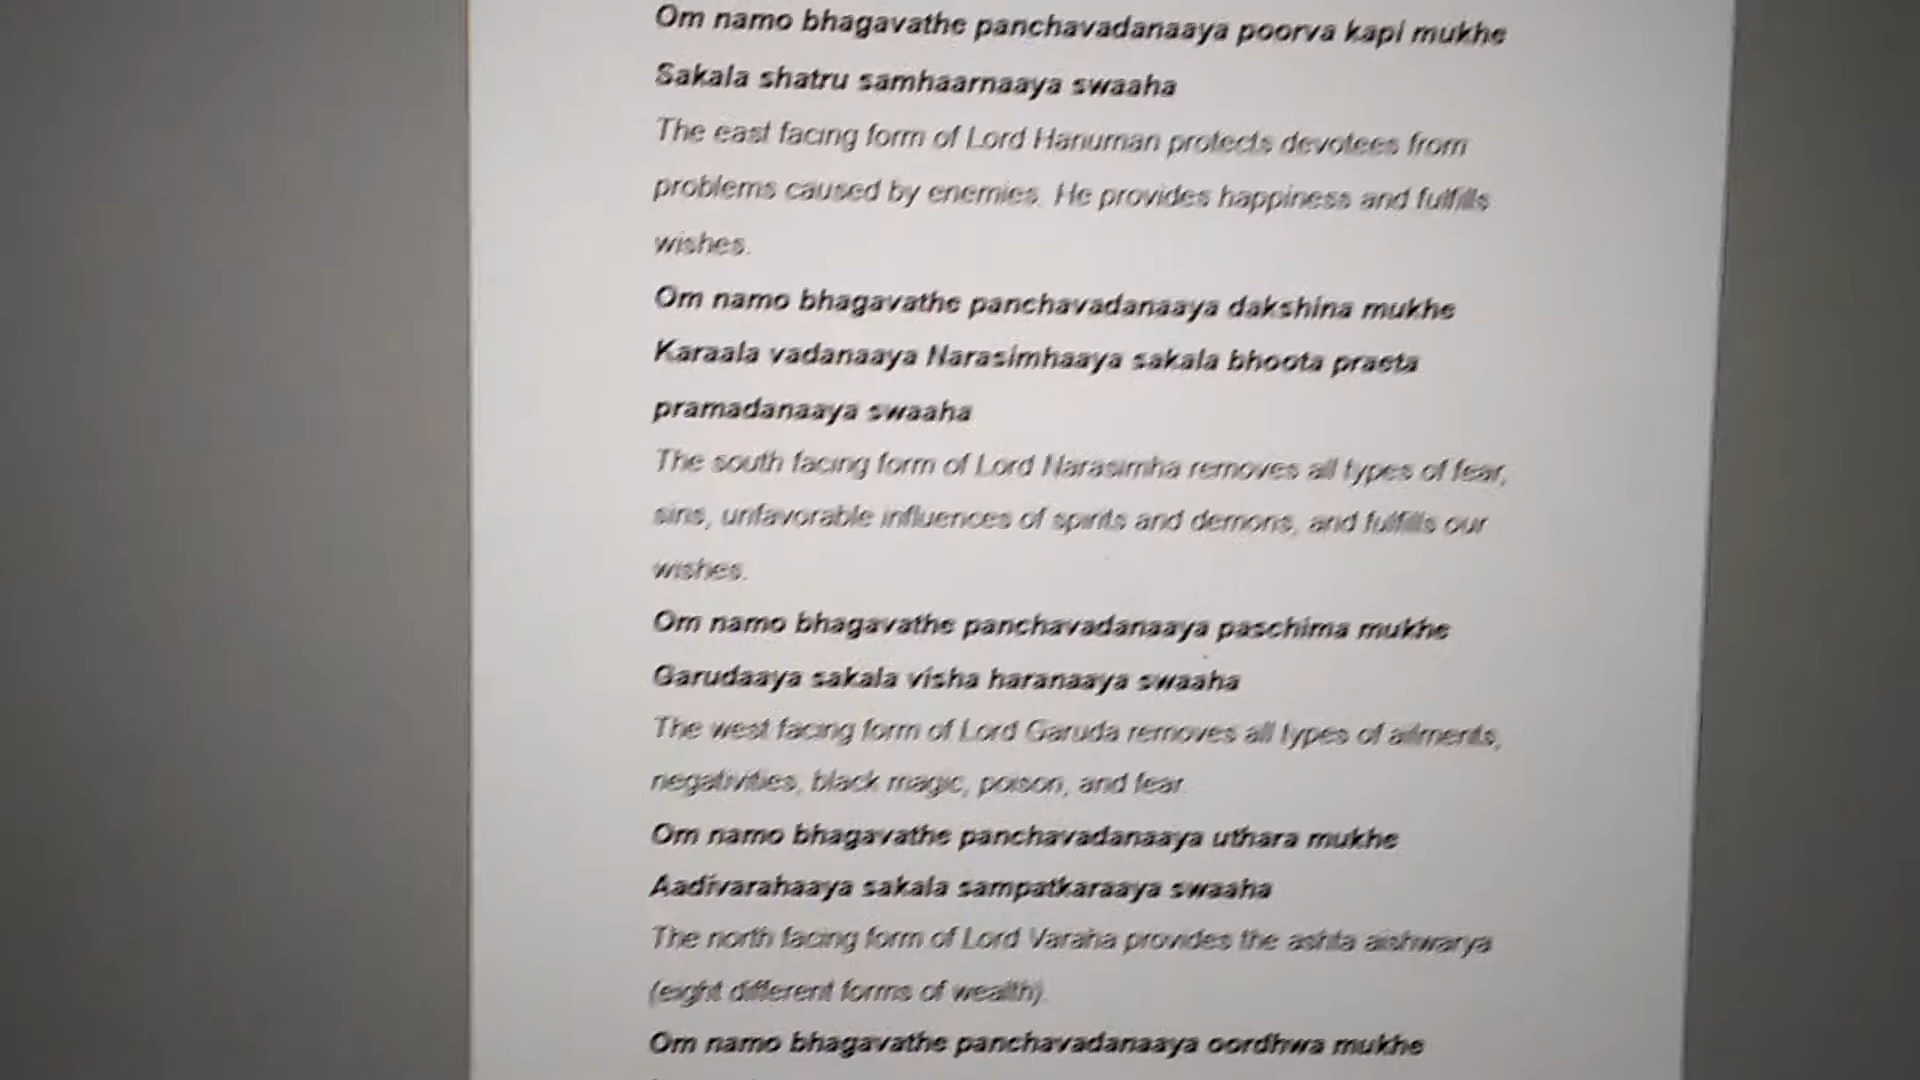 Om namo bhagavathe panchavadanaaya poorva kapi mukhe
Sakala shatru samhaarnaaya swaaha
The east facing form of Lord Hanuman protects devotees from
problems caused by enemies. He provides happiness and fulfills
wishes.
Om namo bhagavathe panchavadanaaya dakshina mukhe
Karaala vadanaaya Narasimhaaya sakala bhoota praeta
pramadanaaya swaaha
The south facing form of Lord Narasimha removes all types of fear,
sins, unfavorable influences of spirits and demons, and fulfills our
wishes.
Om namo bhagavathe panchavadanaaya paschima mukhe
Garudaaya sakala visha haranaaya swaaha
The west facing form of Lord Garuda removes all types of ailments,
negativities, black magic, poison, and fear.
Om namo bhagavathe panchavadanaaya uthara mukhe
Aadivarahaaya sakala sampatkaraaya swaaha
The north facing form of Lord Varaha provides the ashta aishwarya
(eight different forms of wealth).
Om namo bhagavathe panchavadanaaya oordhwa mukhe